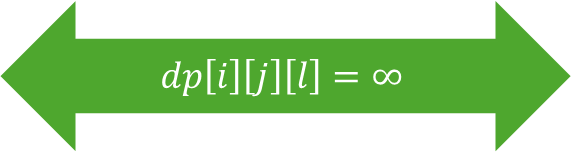 dp[i][j][l] = ∞